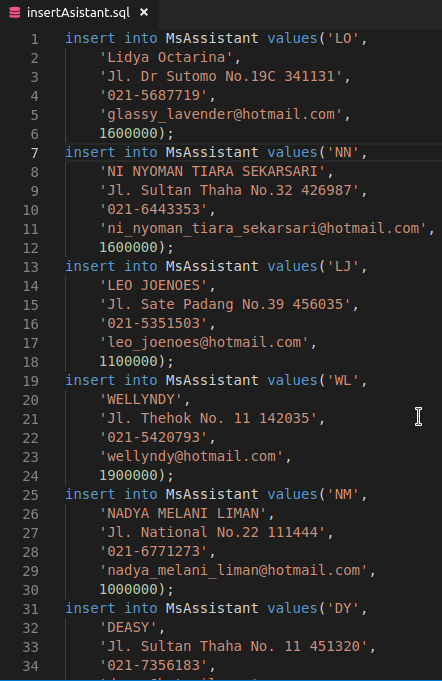 insertAsistant.sql ×
1 insert into MsAssistant values('LO',
2 'Lidya Octarina',
3 'Jl. Dr Sutomo No.19C 341131',
4 '021-5687719',
5 'glassy_lavender@hotmail.com',
6 1600000);
7 insert into MsAssistant values('NN',
8 'NI NYOMAN TIARA SEKARSARI',
9 'Jl. Sultan Thaha No.32 426987',
10 '021-6443353',
11 'ni_nyoman_tiara_sekarsari@hotmail.com',
12 1600000);
13 insert into MsAssistant values('LJ',
14 'LEO JOENOES',
15 'Jl. Sate Padang No.39 456035',
16 '021-5351503',
17 'leo_joenoes@hotmail.com',
18 1100000);
19 insert into MsAssistant values('WL',
20 'WELLYNDY',
21 'Jl. Thehok No. 11 142035',
22 '021-5420793',
23 'wellyndy@hotmail.com',
24 1900000);
25 insert into MsAssistant values('NM',
26 'NADYA MELANI LIMAN',
27 'Jl. National No.22 111444',
28 '021-6771273',
29 'nadya_melani_liman@hotmail.com',
30 1000000);
31 insert into MsAssistant values('DY',
32 'DEASY',
33 'Jl. Sultan Thaha No. 11 451320',
34 '021-7356183',